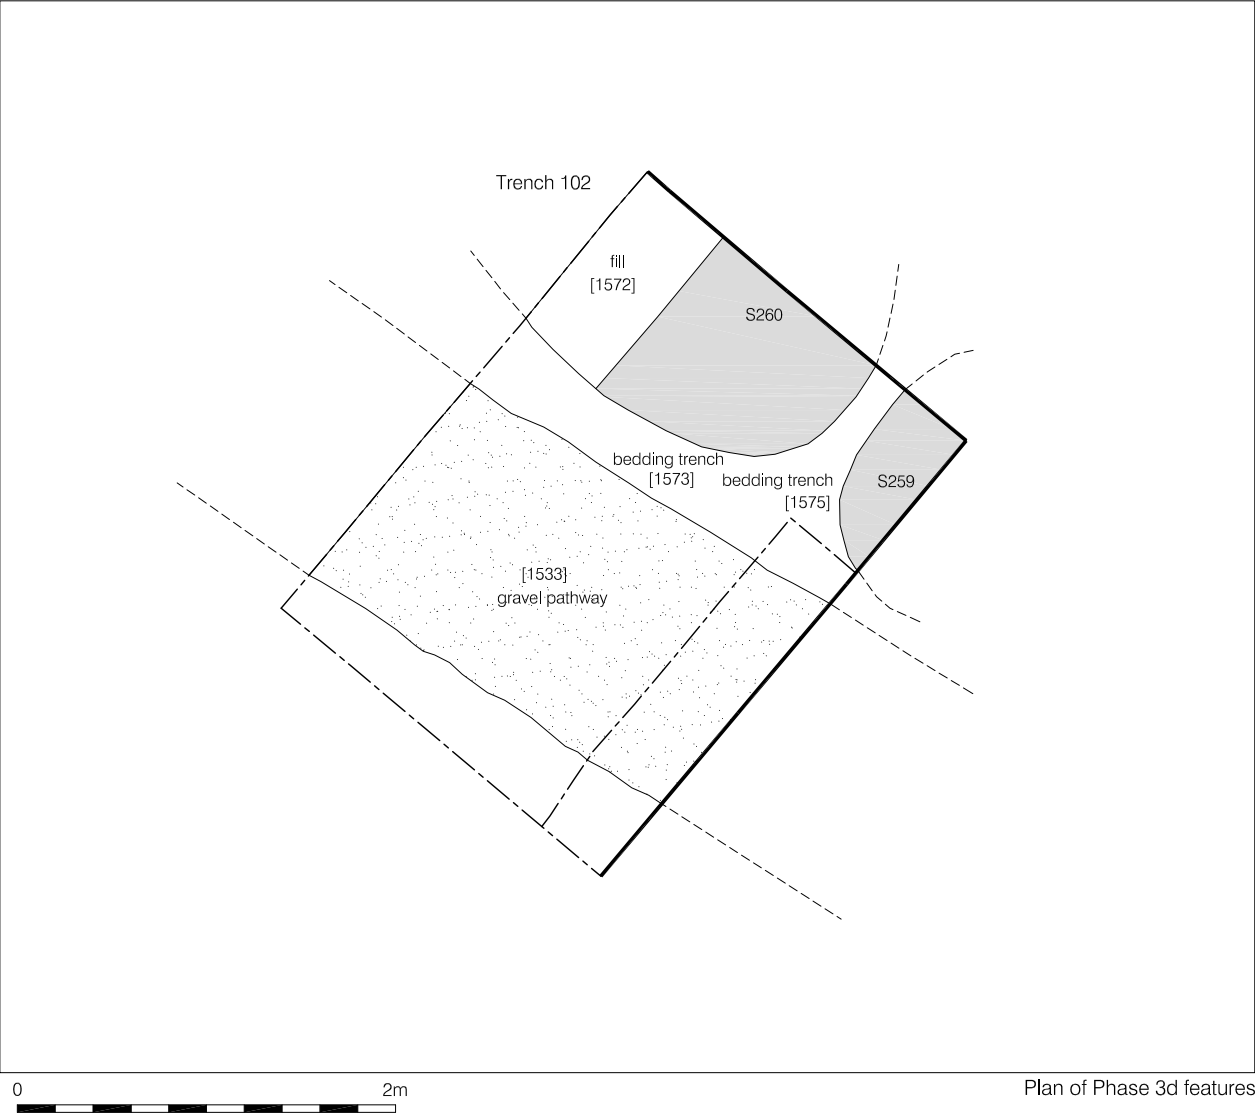 Trench 102
fill
[1572]
S260
bedding trench
[1573]
bedding trench
[1575]
S259
[1533]
gravel pathway
0
2m
Plan of Phase 3d features